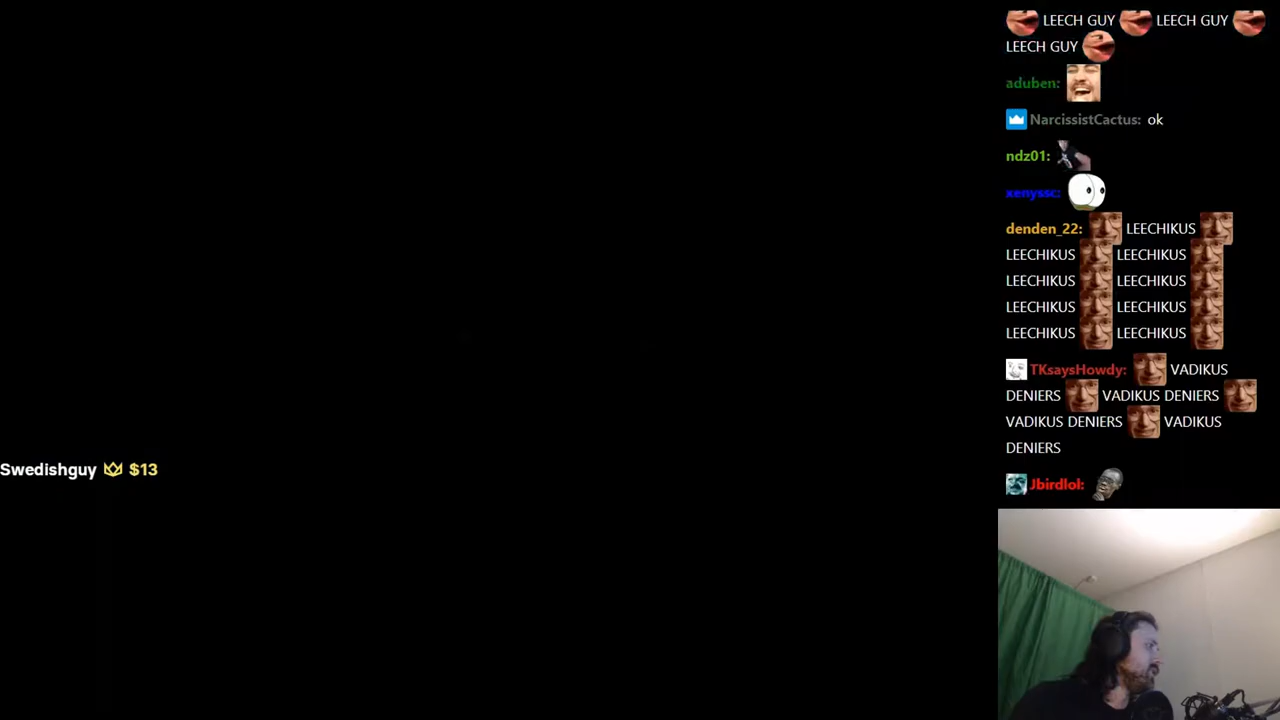 LEECH GUY LEECH GUY
LEECH GUY
aduben:
NarcissistCactus: ok
ndz01:
xenyssc:
denden_22: LEECHIKUS
LEECHIKUS LEECHIKUS
LEECHIKUS LEECHIKUS
LEECHIKUS LEECHIKUS
LEECHIKUS LEECHIKUS
TKsaysHowdy: VADIKUS
DENIERS VADIKUS DENIERS
VADIKUS DENIERS VADIKUS
DENIERS
Swedishguy $13
Jbirdlol: